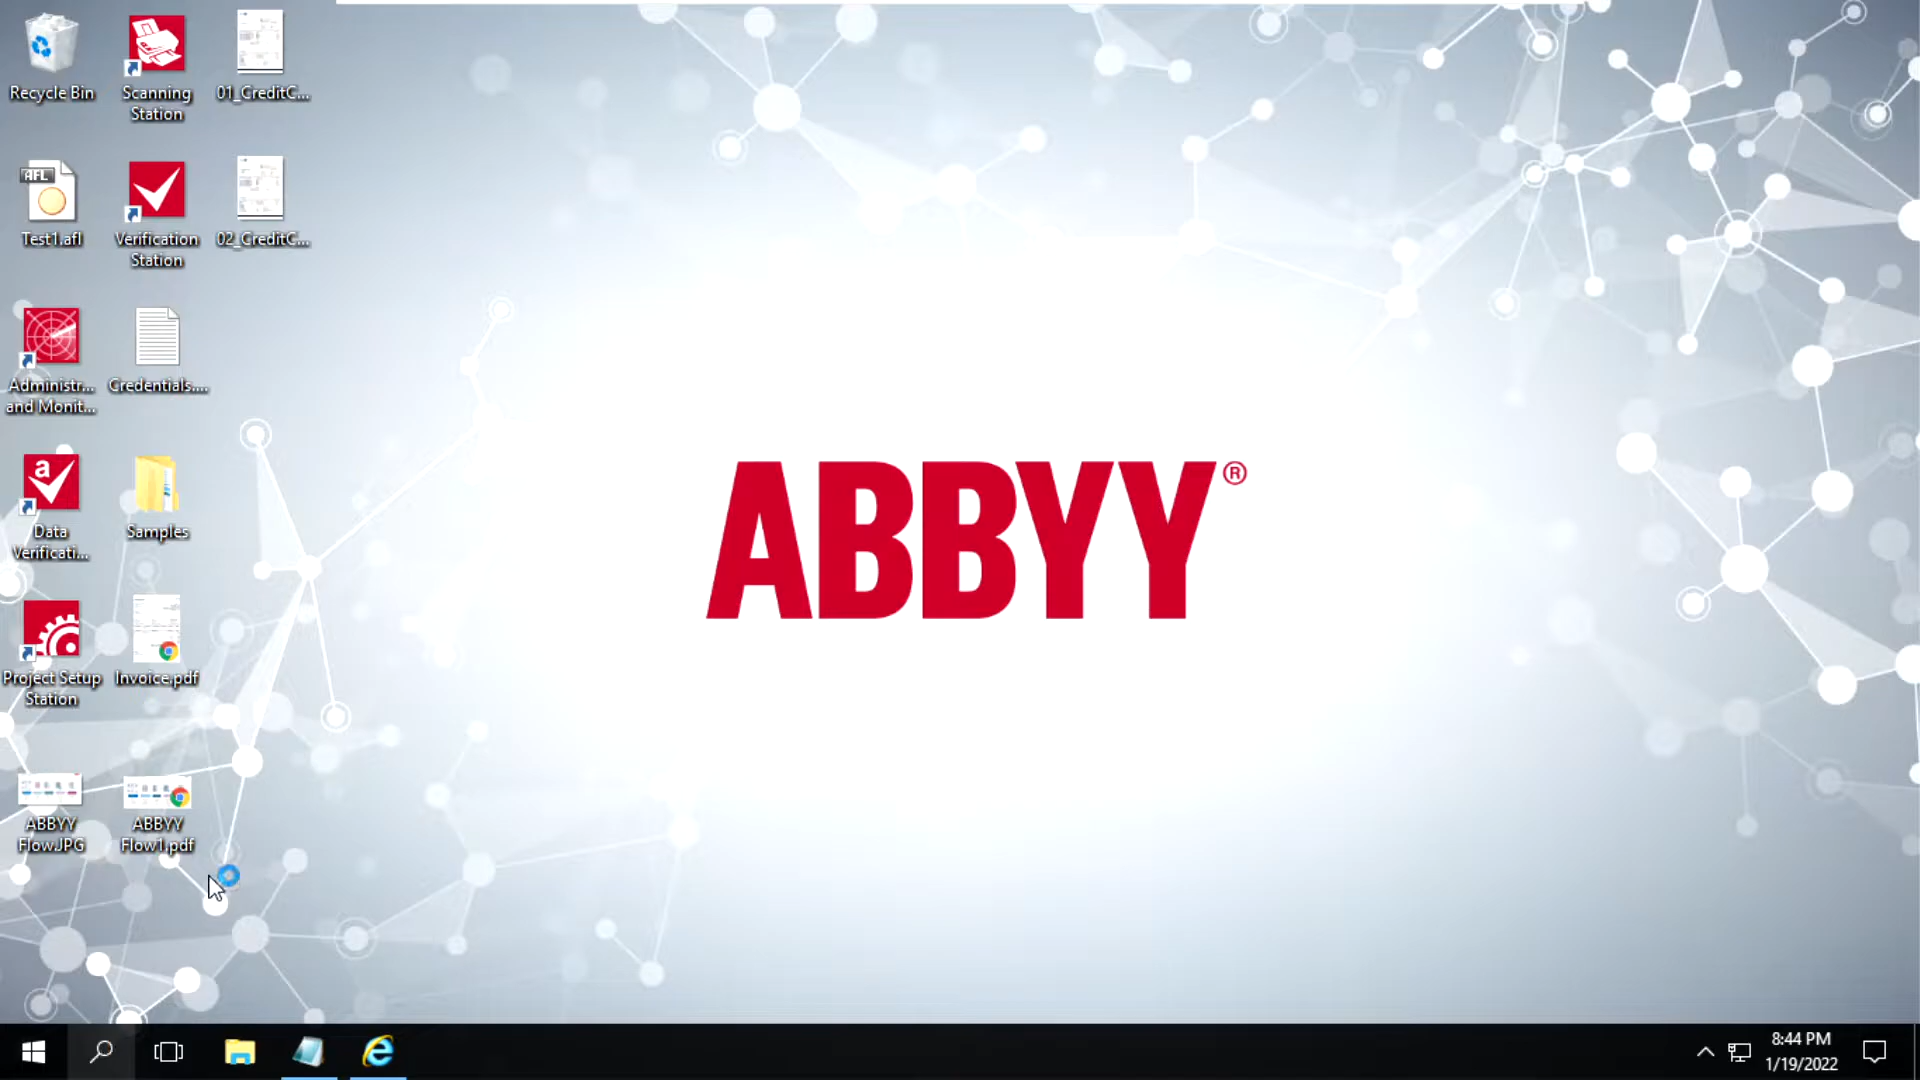 Recycle Bin
Scanning
Station
01_CreditC...
AFL
Test1.afl
Verification
Station
02_CreditC...
Administr...
and Monit...
Credentials....
a
Data
Verificati...
Samples
Project Setup
Station
Invoice.pdf
ABBYY
Flow.JPG
ABBYY
Flow1.pdf
ABBYY®
8:44 PM
1/19/2022